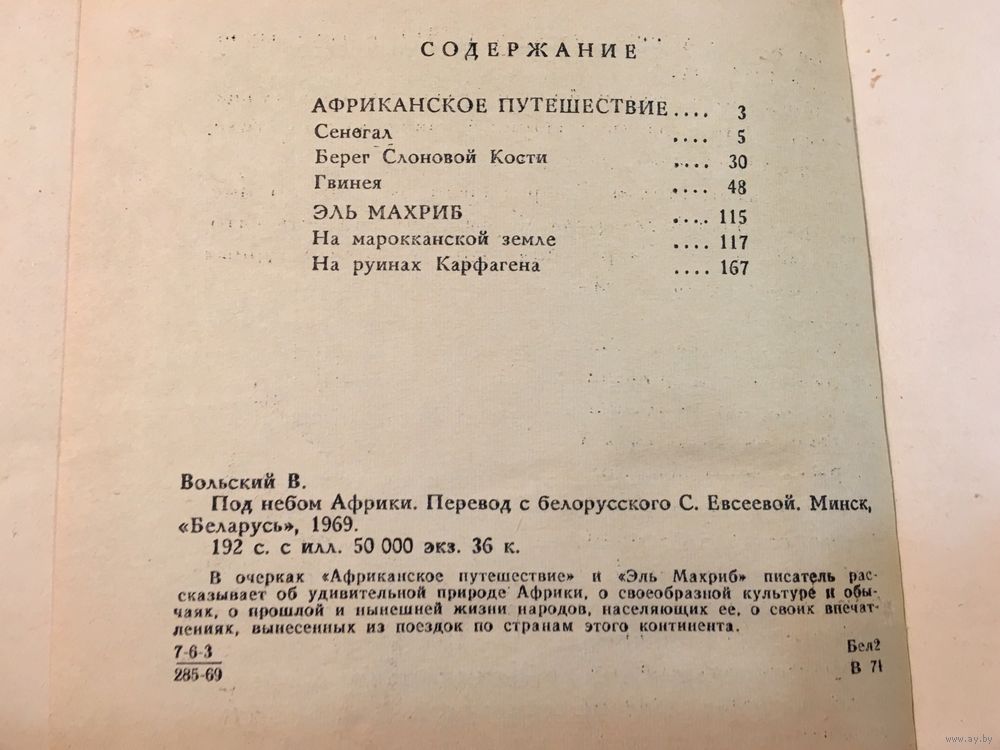 СОДЕРЖАНИЕ
АФРИКАНСКОЕ ПУТЕШЕСТВИЕ .... 3
Сенегал .... 5
Берег Слоновой Кости .... 30
Гвинея .... 48
ЭЛЬ МАХРИБ .... 115
На марокканской земле .... 117
На руинах Карфагена .... 167
Вольский В.
Под небом Африки. Перевод с белорусского С. Евсеевой. Минск,
«Беларусь», 1969.
192 с. с илл. 50 000 экз. 36 к.
В очерках «Африканское путешествие» и «Эль Махриб» писатель рас-
сказывает об удивительной природе Африки, о своеобразной культуре и обы-
чаях, о прошлой и нынешней жизни народов, населяющих ее, о своих впечат-
лениях, вынесенных из поездок по странам этого континента.
7-6-3
285-69
Бел2
В 71
www.ay.by